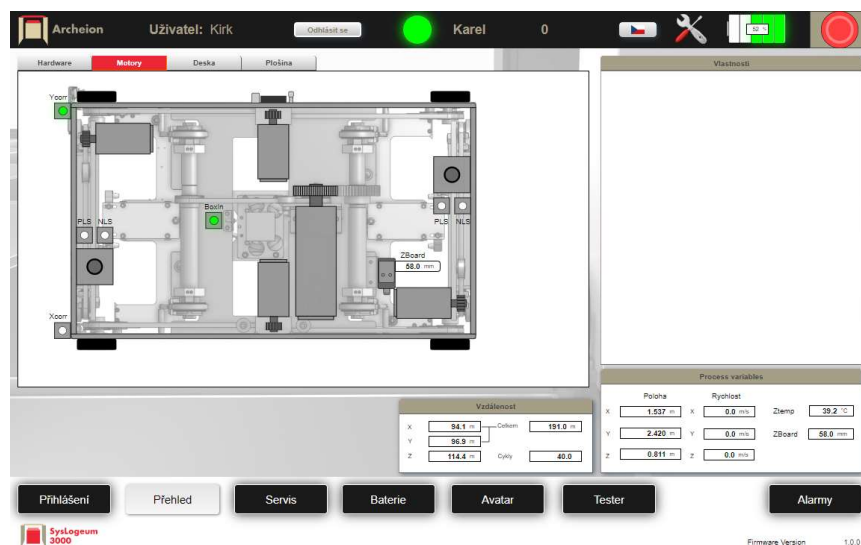 Archeion Uživatel: Kirk Odhlásit se Karel 0 52 %
Hardware Motory Deska Plošina Vlastnosti
Ycorr
BoxIn
PLS NLS PLS NLS
ZBoard
58.0 mm
Xcorr
Process variables
Poloha Rychlost
X 1.537 m X 0.0 m/s Ztemp 39.2 °C
Y 2.420 m Y 0.0 m/s ZBoard 58.0 mm
Z 0.811 m Z 0.0 m/s
Vzdálenost
X 94.1 m Celkem 191.0 m
Y 96.9 m
Z 114.4 m Cykly 40.0
Přihlášení Přehled Servis Baterie Avatar Tester Alarmy
SysLogeum
3000
Firmware Version 1.0.0